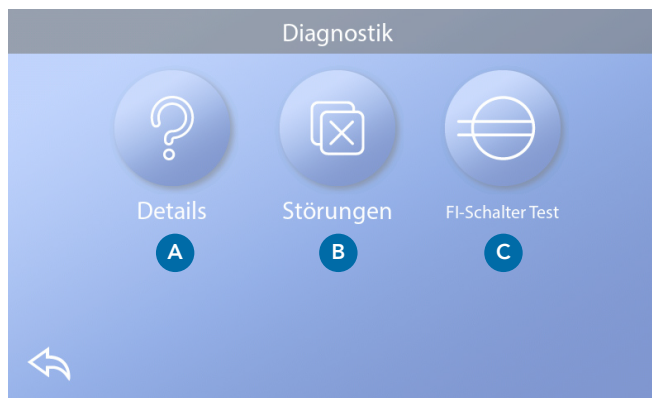 Diagnostik
Details
Störungen
FI-Schalter Test
A
B
C